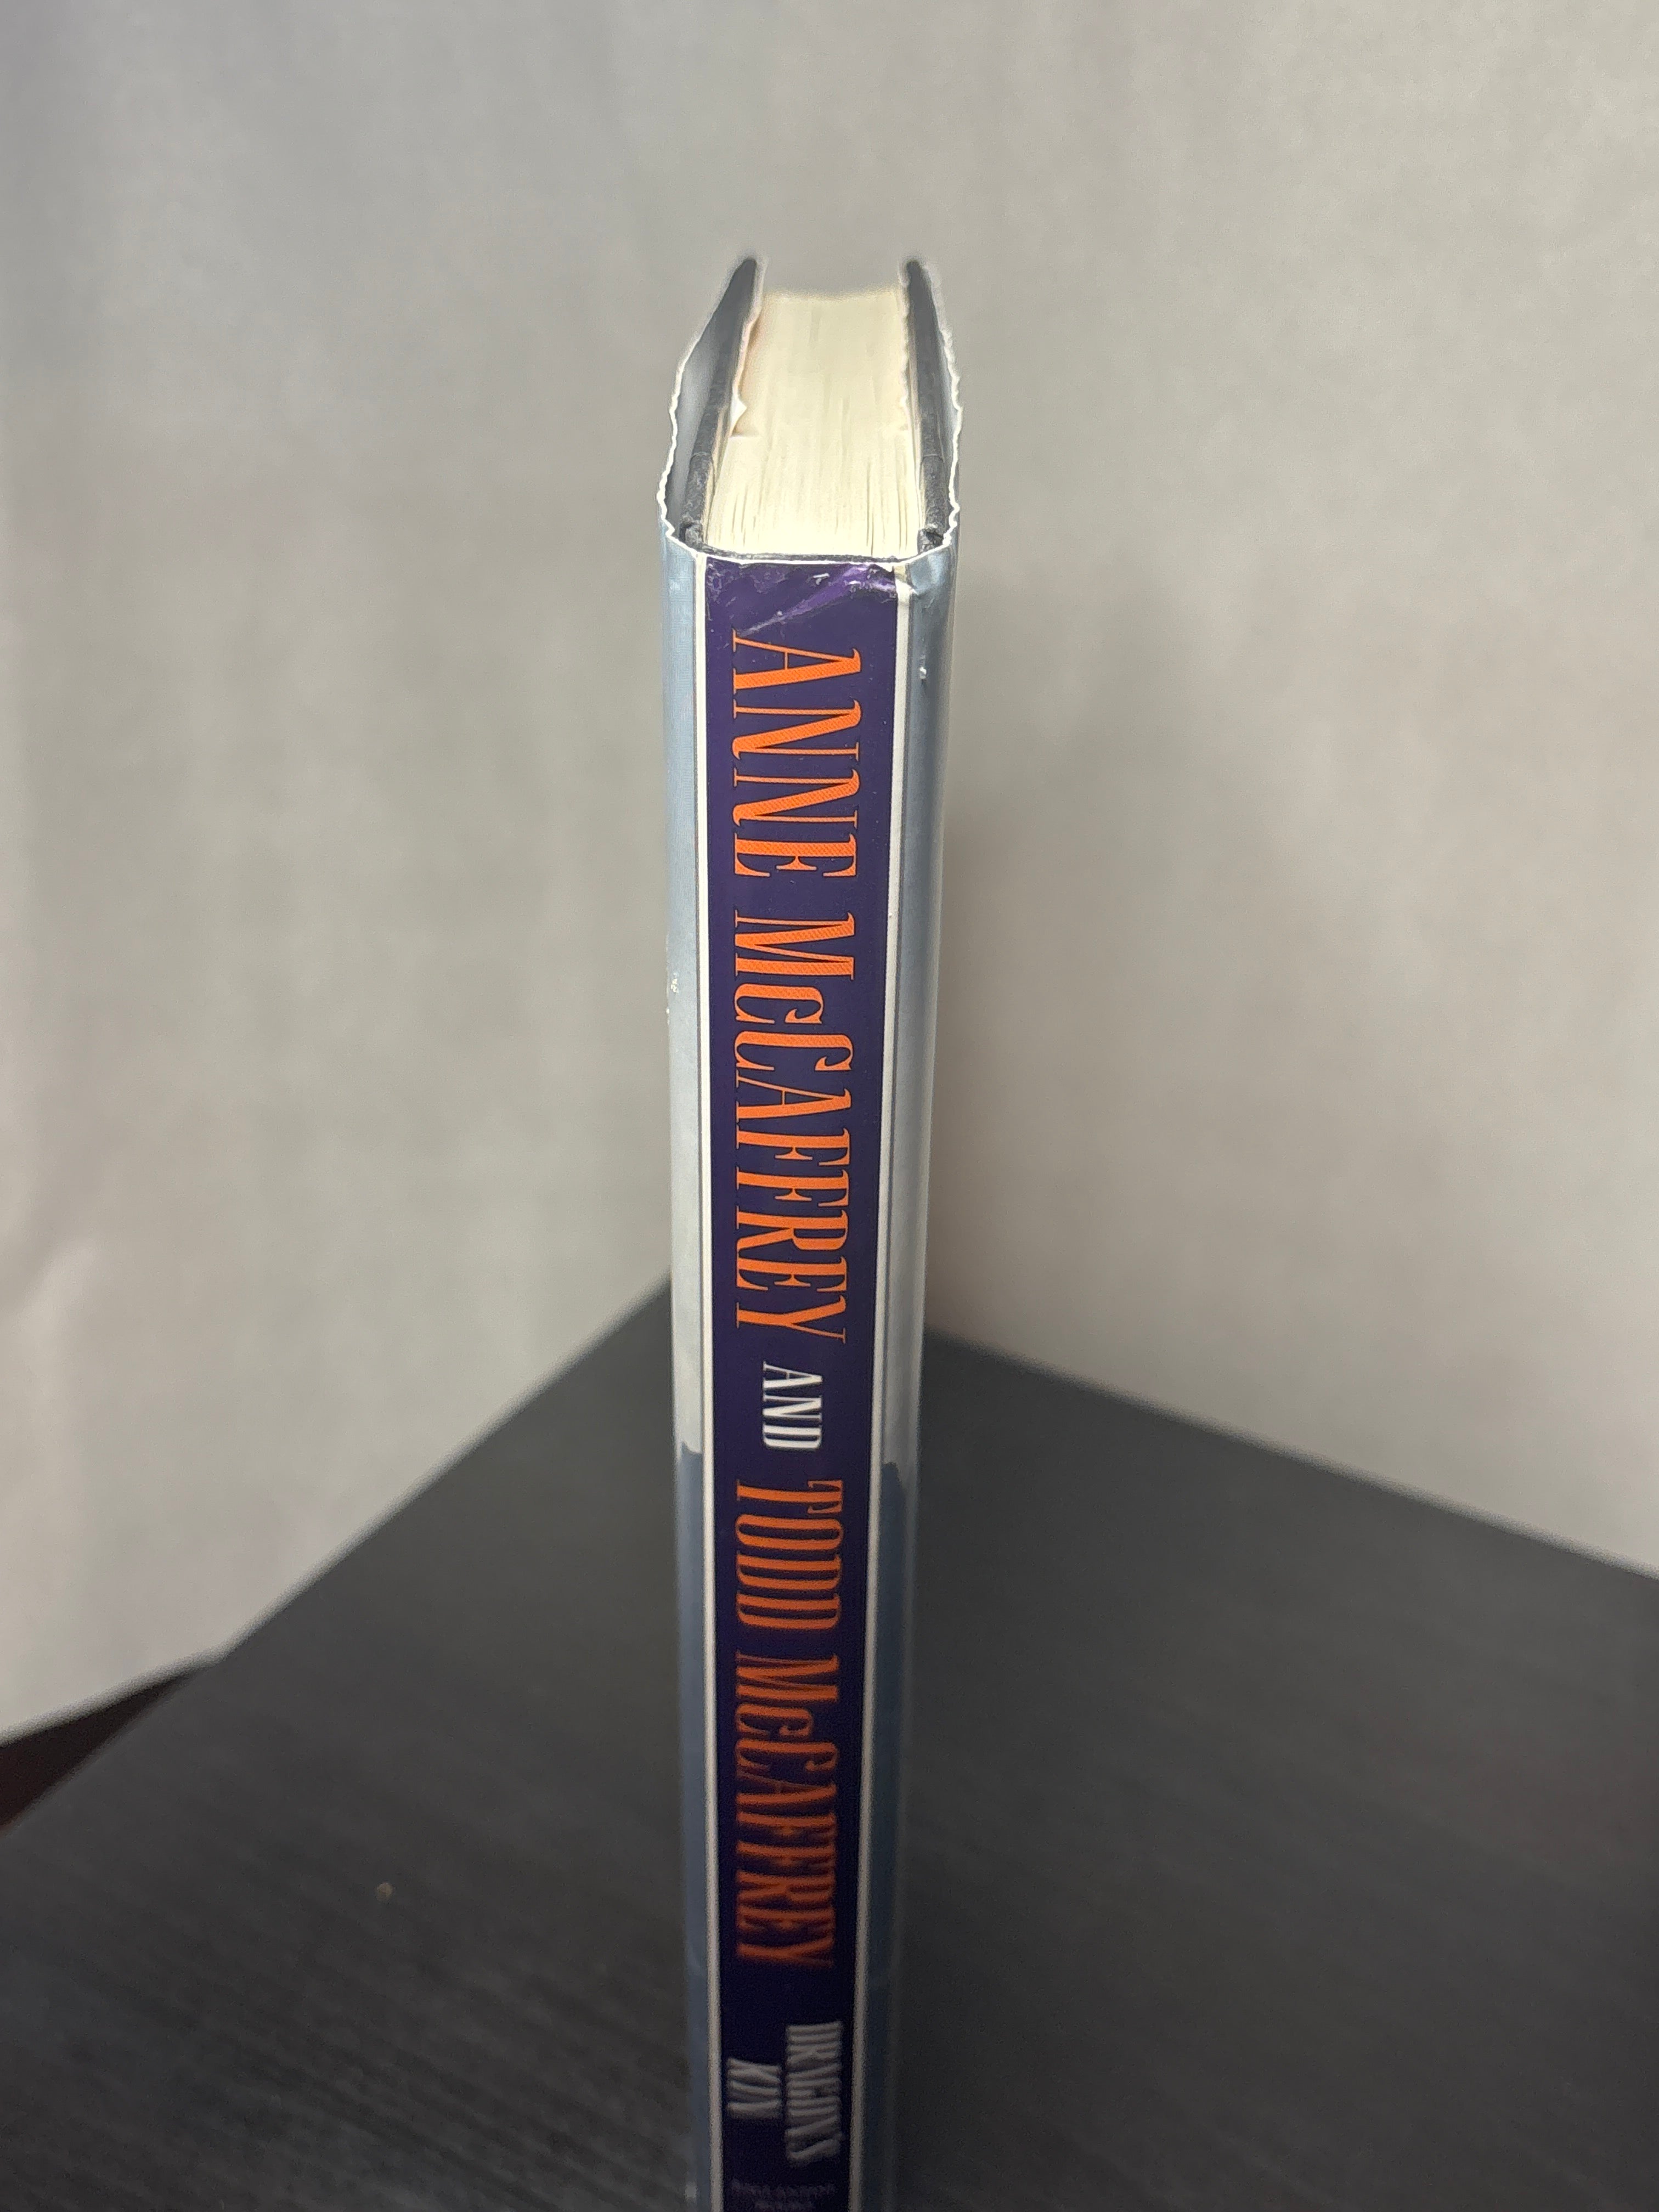 ANNE MCCAFFREY AND TODD MCCAFFREY
DRAGON'S
KIN